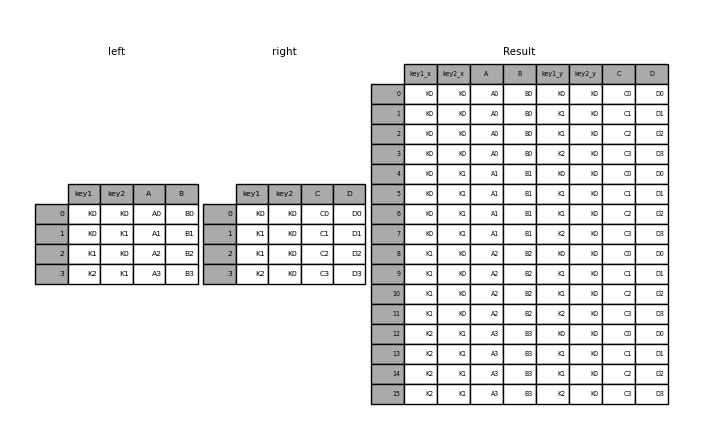 left right Result
key1_x key2_x A B key1_y key2_y C D
0 K0 K0 A0 B0 K0 K0 C0 D0
1 K0 K0 A0 B0 K1 K0 C1 D1
2 K0 K0 A0 B0 K1 K0 C2 D2
3 K0 K0 A0 B0 K2 K0 C3 D3
4 K0 K1 A1 B1 K0 K0 C0 D0
key1 key2 A B key1 key2 C D 5 K0 K1 A1 B1 K1 K0 C1 D1
0 K0 K0 A0 B0 0 K0 K0 C0 D0 6 K0 K1 A1 B1 K1 K0 C2 D2
1 K0 K1 A1 B1 1 K1 K0 C1 D1 7 K0 K1 A1 B1 K2 K0 C3 D3
2 K1 K0 A2 B2 2 K1 K0 C2 D2 8 K1 K0 A2 B2 K0 K0 C0 D0
3 K2 K1 A3 B3 3 K2 K0 C3 D3 9 K1 K0 A2 B2 K1 K0 C1 D1
10 K1 K0 A2 B2 K1 K0 C2 D2
11 K1 K0 A2 B2 K2 K0 C3 D3
12 K2 K1 A3 B3 K0 K0 C0 D0
13 K2 K1 A3 B3 K1 K0 C1 D1
14 K2 K1 A3 B3 K1 K0 C2 D2
15 K2 K1 A3 B3 K2 K0 C3 D3